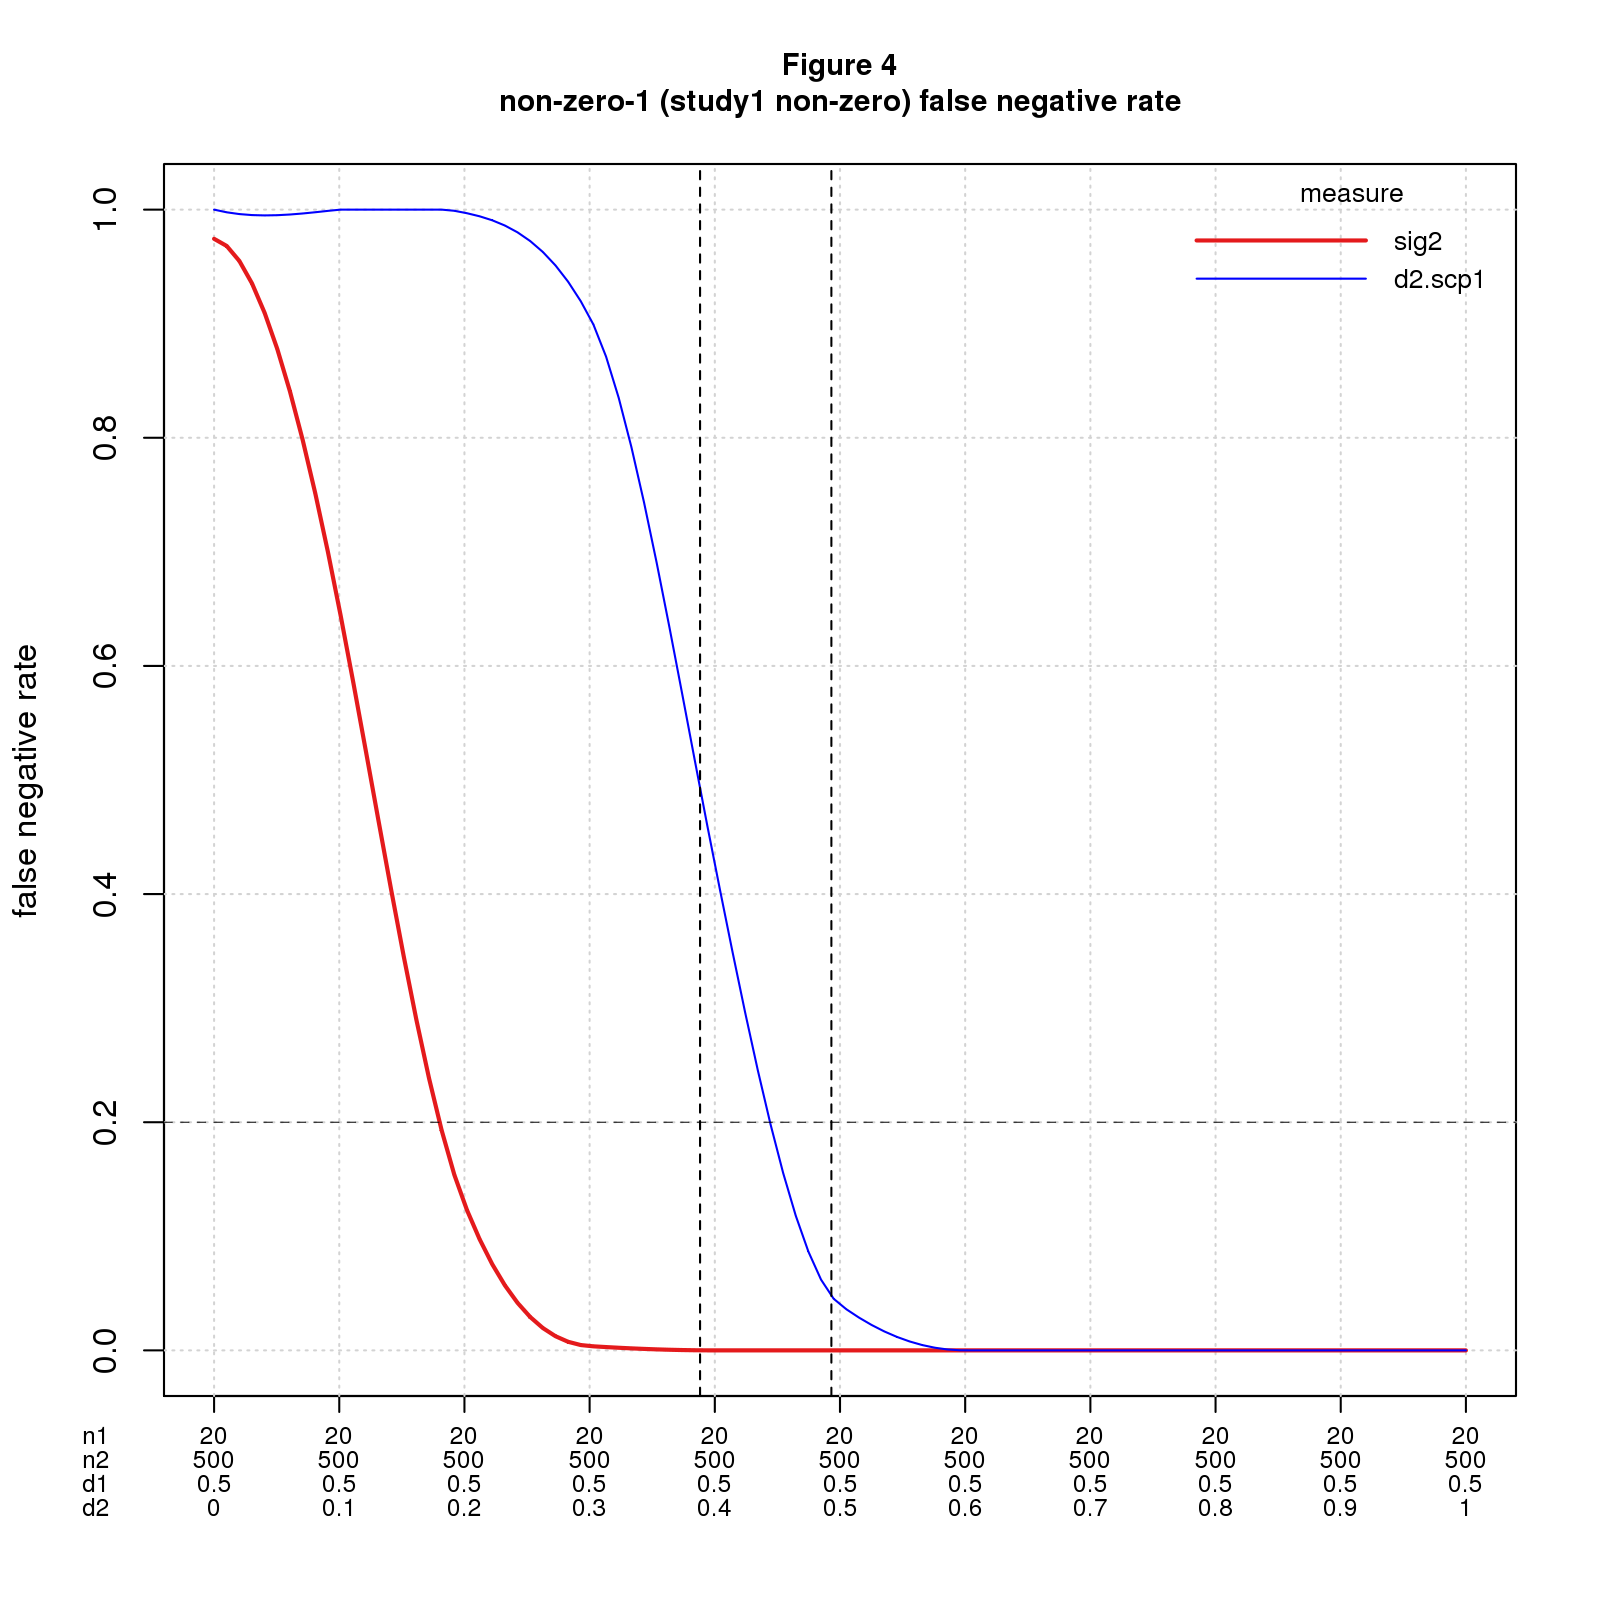 Figure 4
non-zero-1 (study1 non-zero) false negative rate
measure
sig2
d2.scp1
false negative rate
1.0
0.8
0.6
0.4
0.2
0.0
n1 20 20 20 20 20 20 20 20 20 20 20
n2 500 500 500 500 500 500 500 500 500 500 500
d1 0.5 0.5 0.5 0.5 0.5 0.5 0.5 0.5 0.5 0.5 0.5
d2 0 0.1 0.2 0.3 0.4 0.5 0.6 0.7 0.8 0.9 1